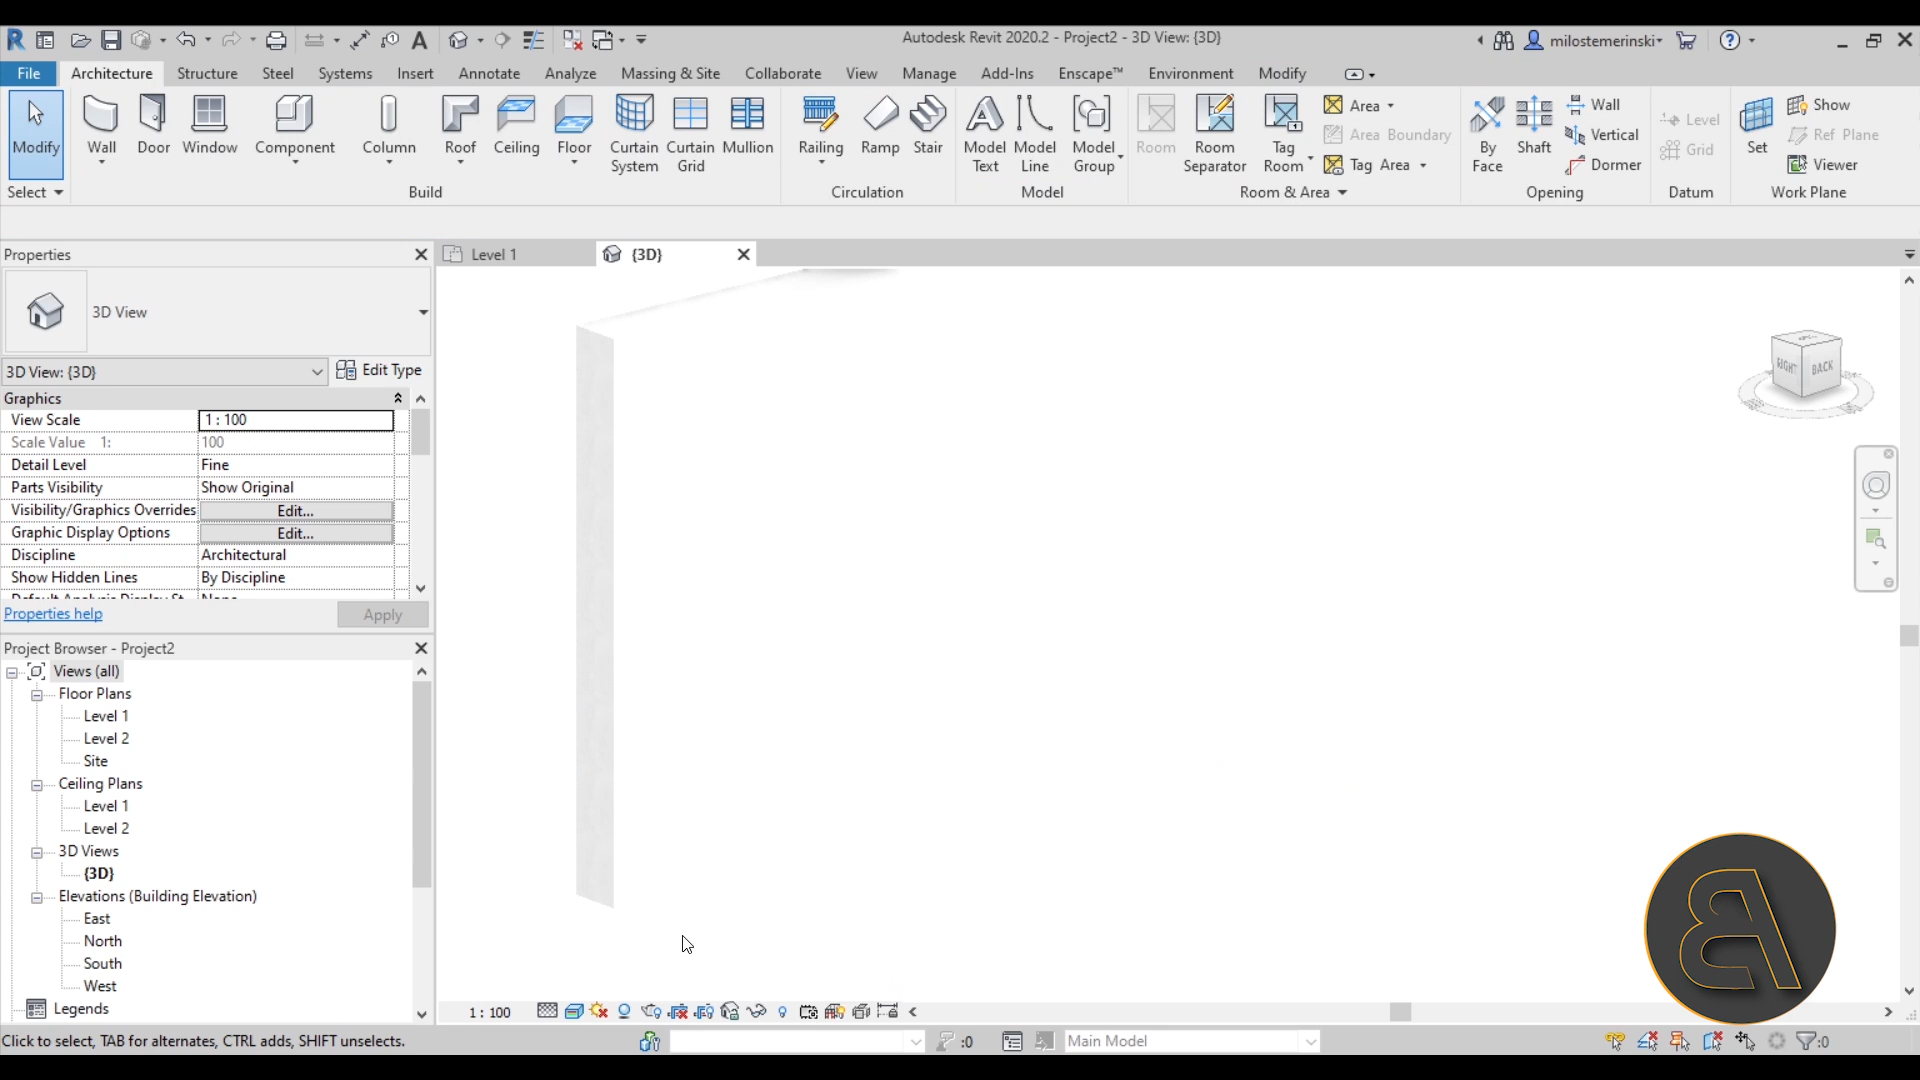 Autodesk Revit 2020.2 - Project2 - 3D View: {3D}
milostemerinski
File
Architecture
Structure
Steel
Systems
Insert
Annotate
Analyze
Massing & Site
Collaborate
View
Manage
Add-Ins
Enscape™
Environment
Modify
Modify
Wall
Door
Window
Component
Column
Roof
Ceiling
Floor
Curtain System
Curtain Grid
Mullion
Railing
Ramp
Stair
Model Text
Model Line
Model Group
Room
Room Separator
Tag Room
Area
Area Boundary
Tag Area
By Face
Shaft
Wall
Vertical
Dormer
Level
Grid
Set
Show
Ref Plane
Viewer
Select
Build
Circulation
Model
Room & Area
Opening
Datum
Work Plane
Properties
Level 1
{3D}
3D View
3D View: {3D}
Edit Type
Graphics
View Scale 1 : 100
Scale Value 1: 100
Detail Level Fine
Parts Visibility Show Original
Visibility/Graphics Overrides Edit...
Graphic Display Options Edit...
Discipline Architectural
Show Hidden Lines By Discipline
Properties help
Apply
RIGHT
BACK
Project Browser - Project2
Views (all)
Floor Plans
Level 1
Level 2
Site
Ceiling Plans
Level 1
Level 2
3D Views
{3D}
Elevations (Building Elevation)
East
North
South
West
Legends
1 : 100
Click to select, TAB for alternates, CTRL adds, SHIFT unselects.
:0
Main Model
:0